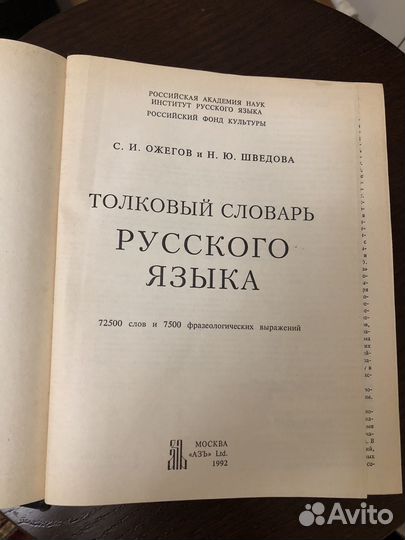 РОССИЙСКАЯ АКАДЕМИЯ НАУК
ИНСТИТУТ РУССКОГО ЯЗЫКА
РОССИЙСКИЙ ФОНД КУЛЬТУРЫ
С. И. ОЖЕГОВ и Н. Ю. ШВЕДОВА
ТОЛКОВЫЙ СЛОВАРЬ
РУССКОГО
ЯЗЫКА
72500 слов и 7500 фразеологических выражений
МОСКВА
«АЗЪ» Ltd.
1992
Avito